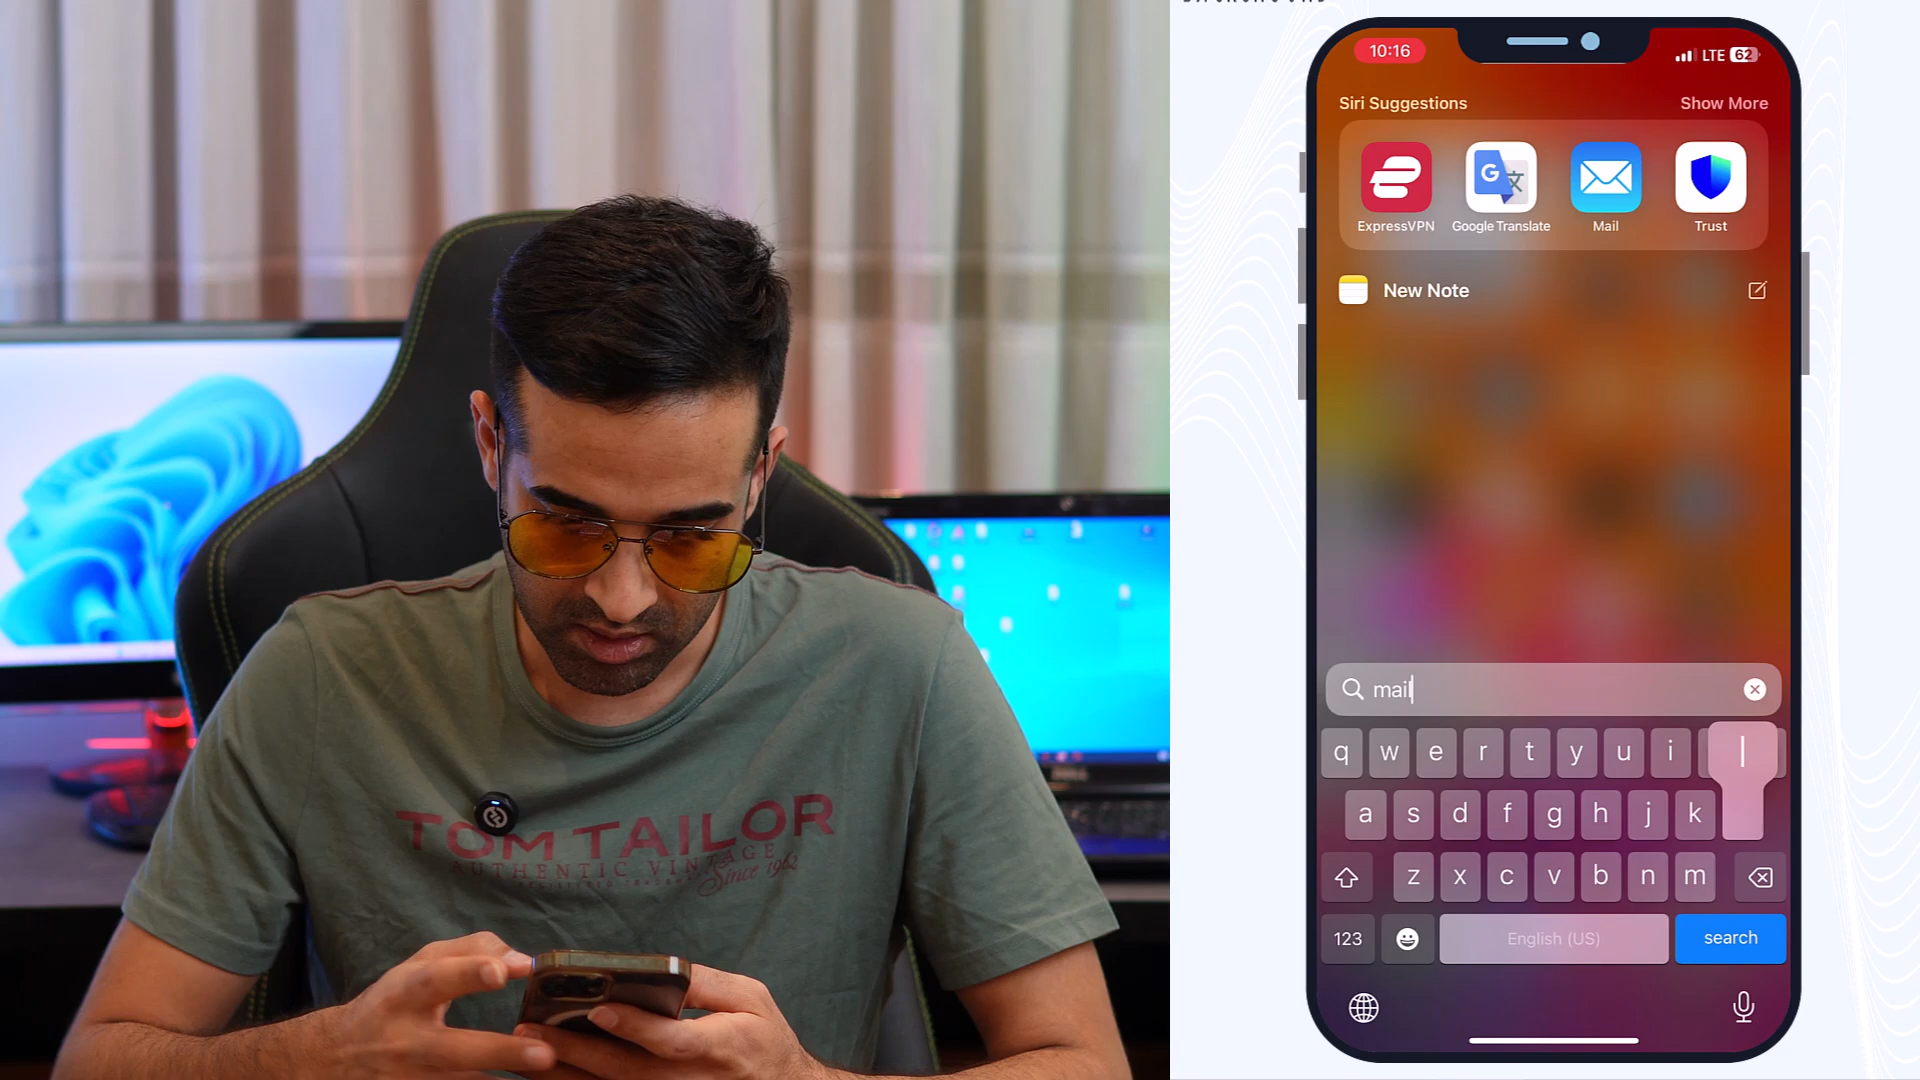 TOM TAILOR
AUTHENTIC VINTAGE
Since 1962
DELL
10:16
LTE 62
Siri Suggestions
Show More
G
ExpressVPN
Google Translate
Mail
Trust
New Note
mail
q w e r t y u i l
a s d f g h j k
z x c v b n m
123
English (US)
search